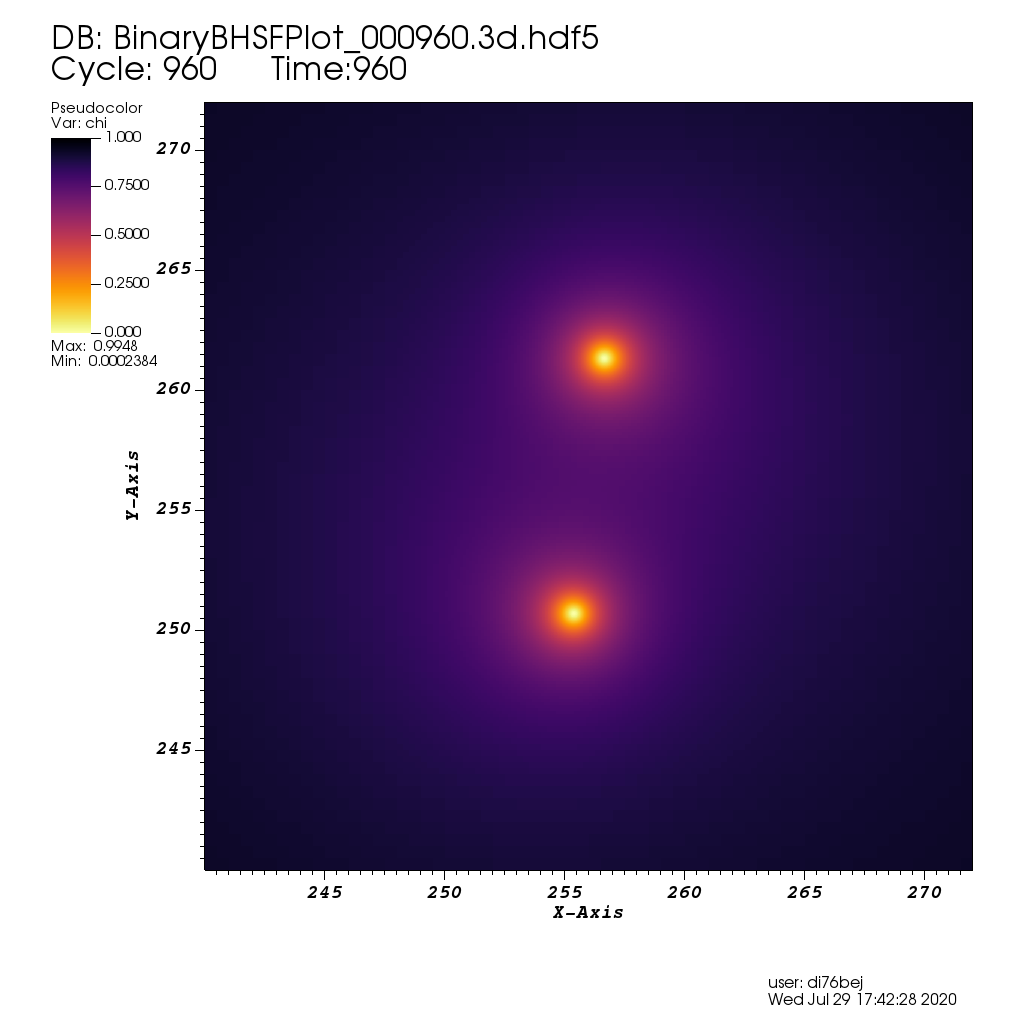 DB: BinaryBHSFPlot_000960.3d.hdf5
Cycle: 960 Time:960
Pseudocolor
Var: chi
1.000
0.7500
0.5000
0.2500
0.000
Max: 0.9948
Min: 0.0002384
270
265
260
255
250
245
Y-Axis
245 250 255 260 265 270
X-Axis
user: di76bej
Wed Jul 29 17:42:28 2020